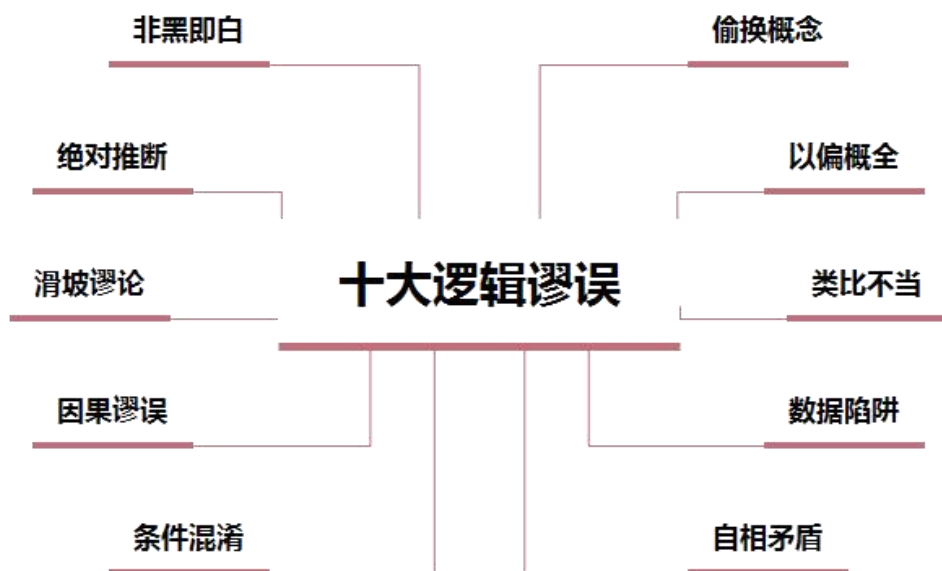 非黑即白
偷换概念
绝对推断
以偏概全
十大逻辑谬误
滑坡谬论
类比不当
因果谬误
数据陷阱
条件混淆
自相矛盾